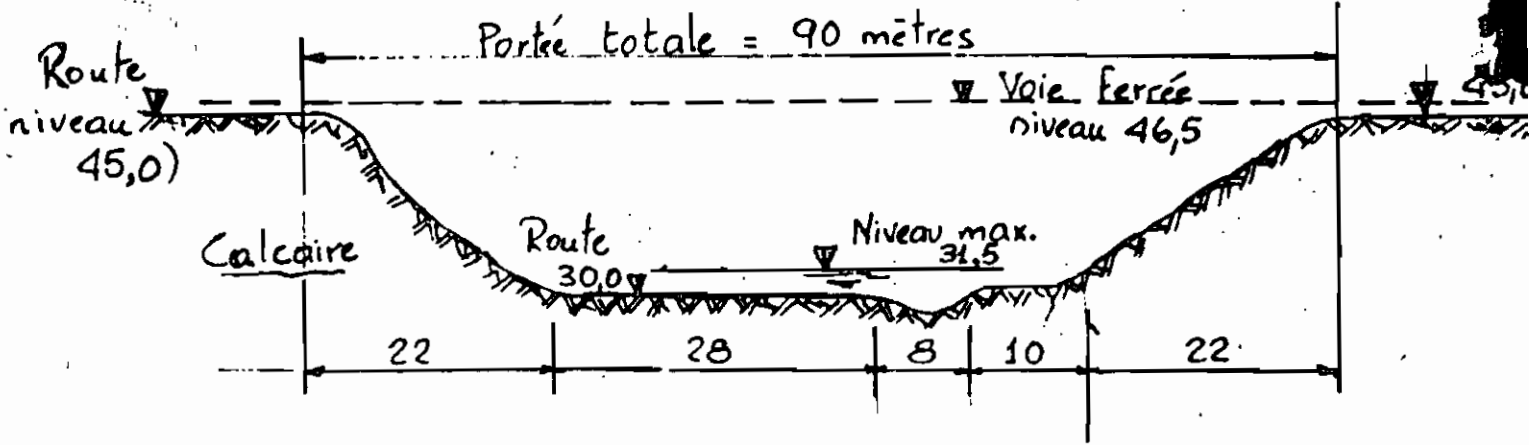 Portée totale = 90 mètres
Route
niveau
45,0)
Voie ferrée
niveau 46,5
Calcaire
Route
30,0
Niveau max.
31,5
22
28
8
10
22